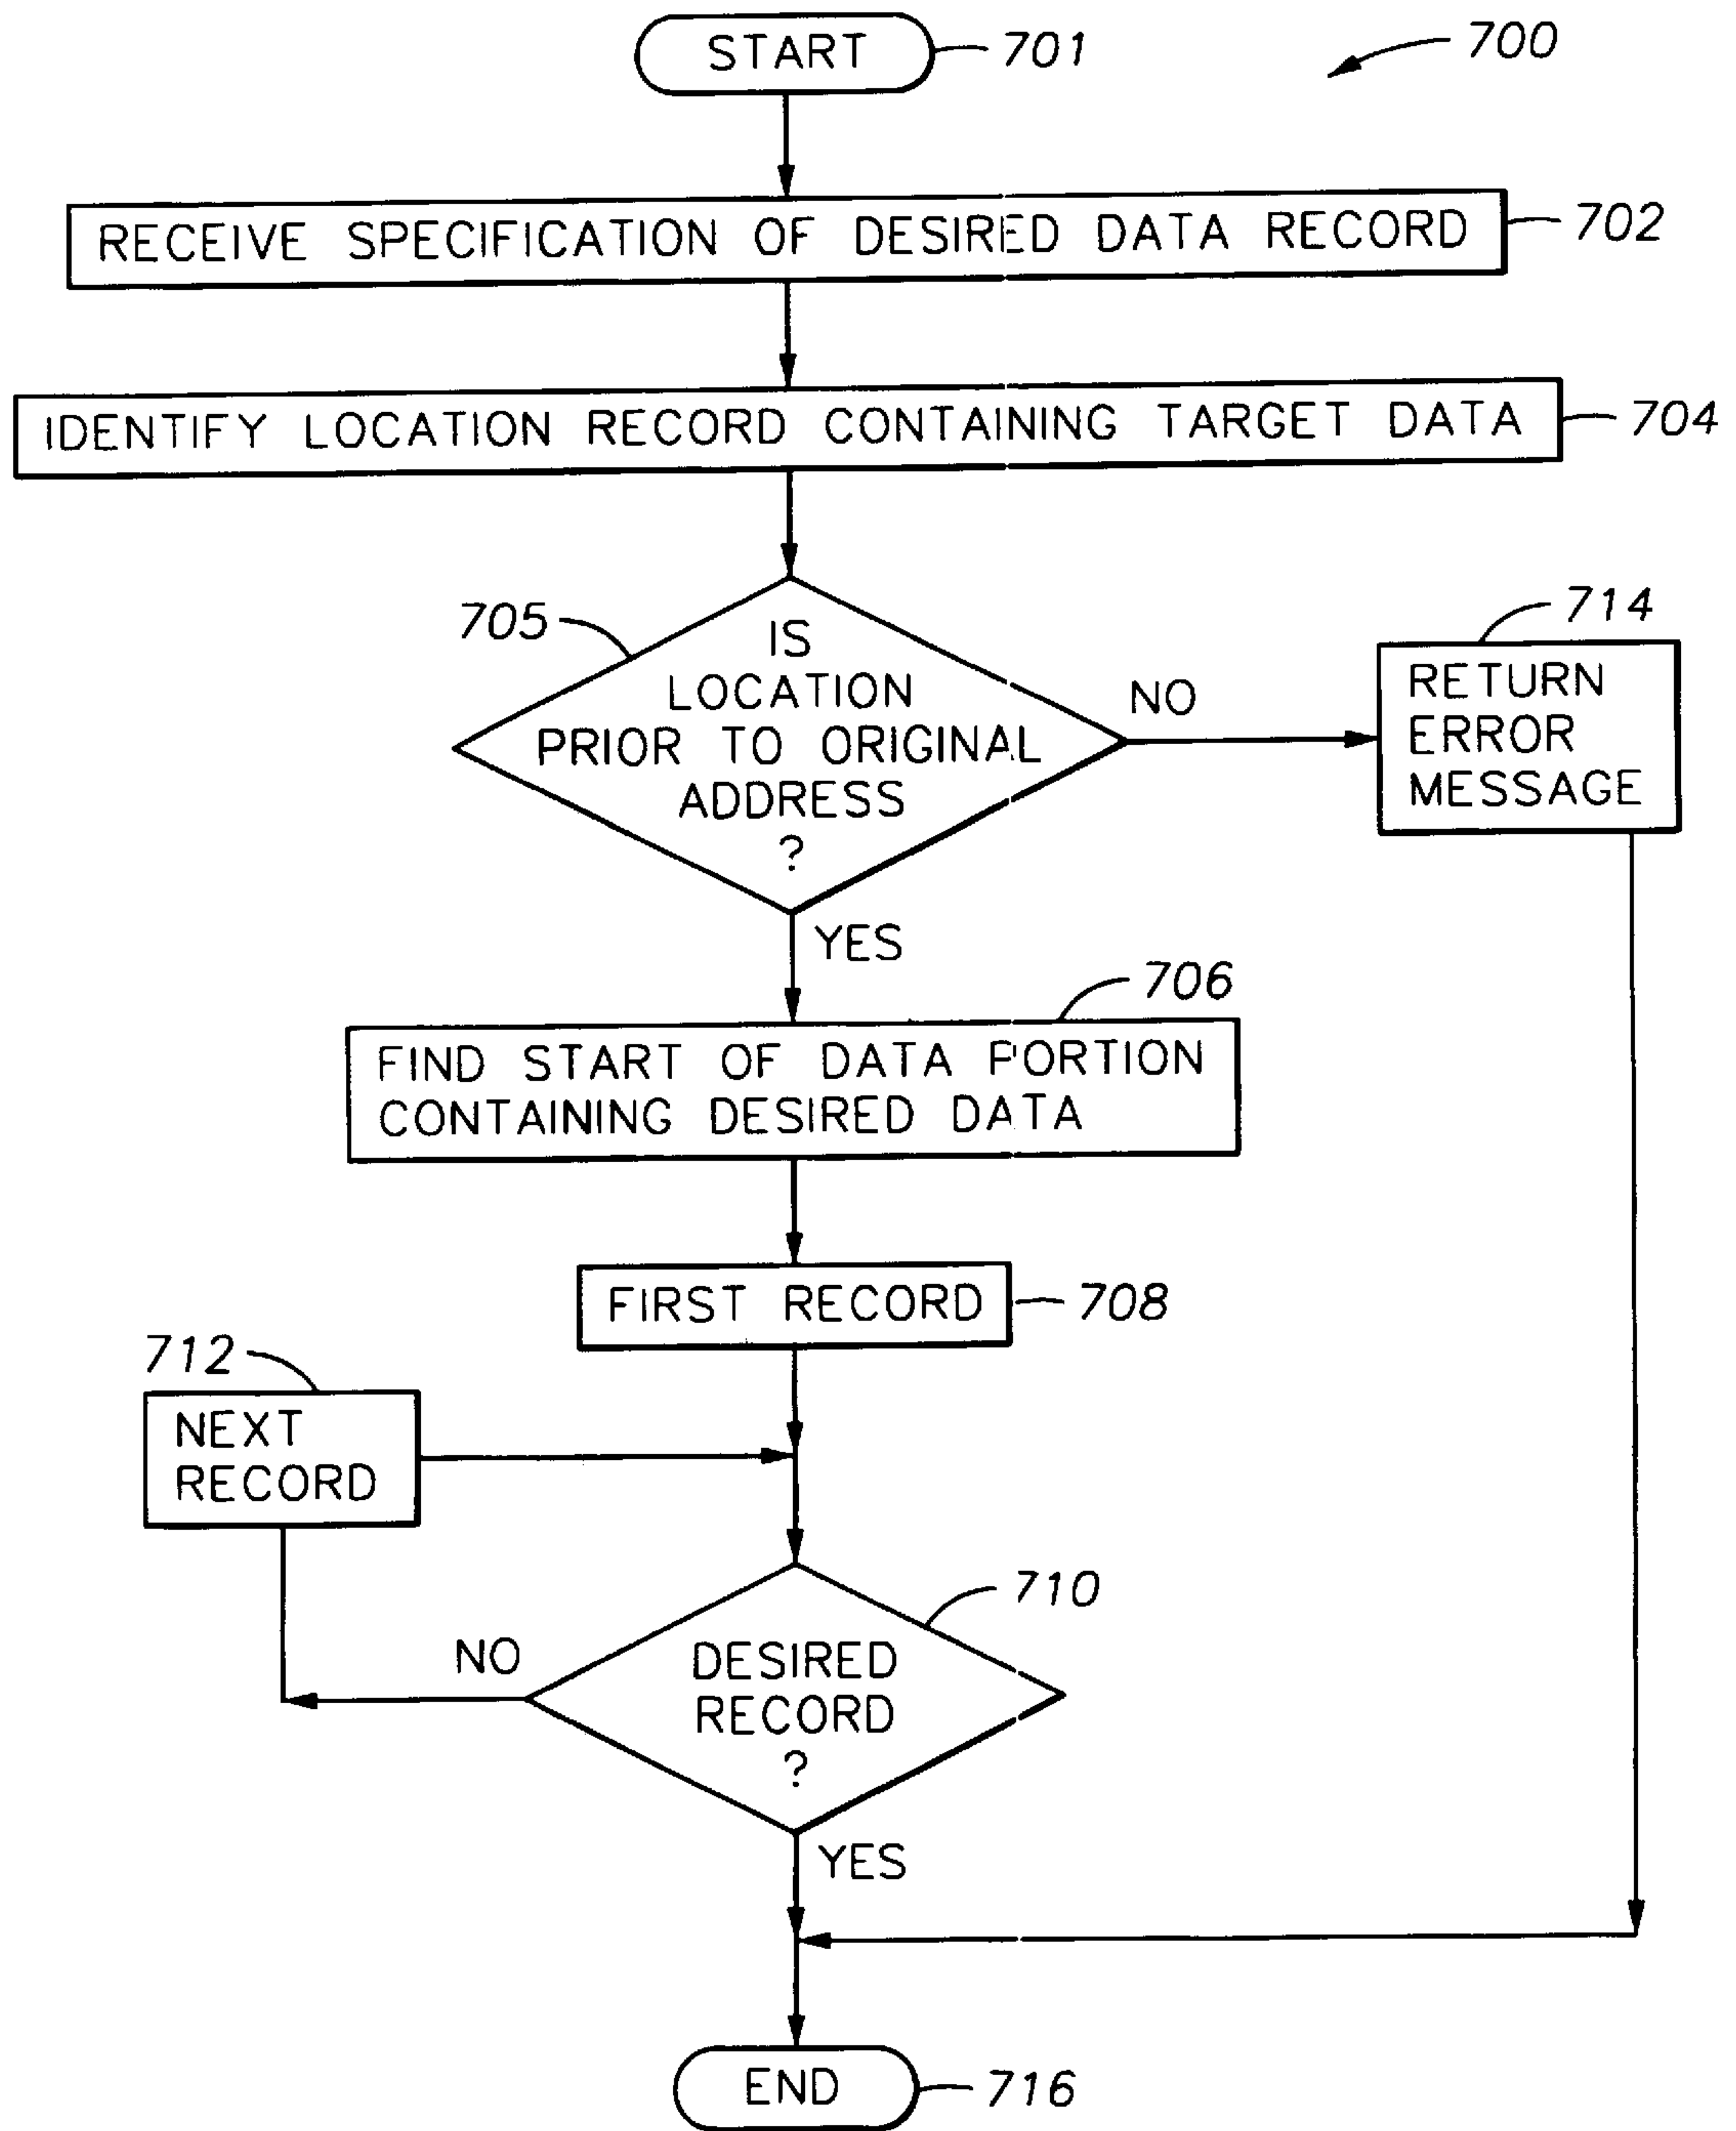 START
701
700
RECEIVE SPECIFICATION OF DESIRED DATA RECORD
702
IDENTIFY LOCATION RECORD CONTAINING TARGET DATA
704
705
IS
LOCATION
PRIOR TO ORIGINAL
ADDRESS
?
NO
714
RETURN
ERROR
MESSAGE
YES
706
FIND START OF DATA PORTION
CONTAINING DESIRED DATA
FIRST RECORD
708
712
NEXT
RECORD
710
NO
DESIRED
RECORD
?
YES
END
716